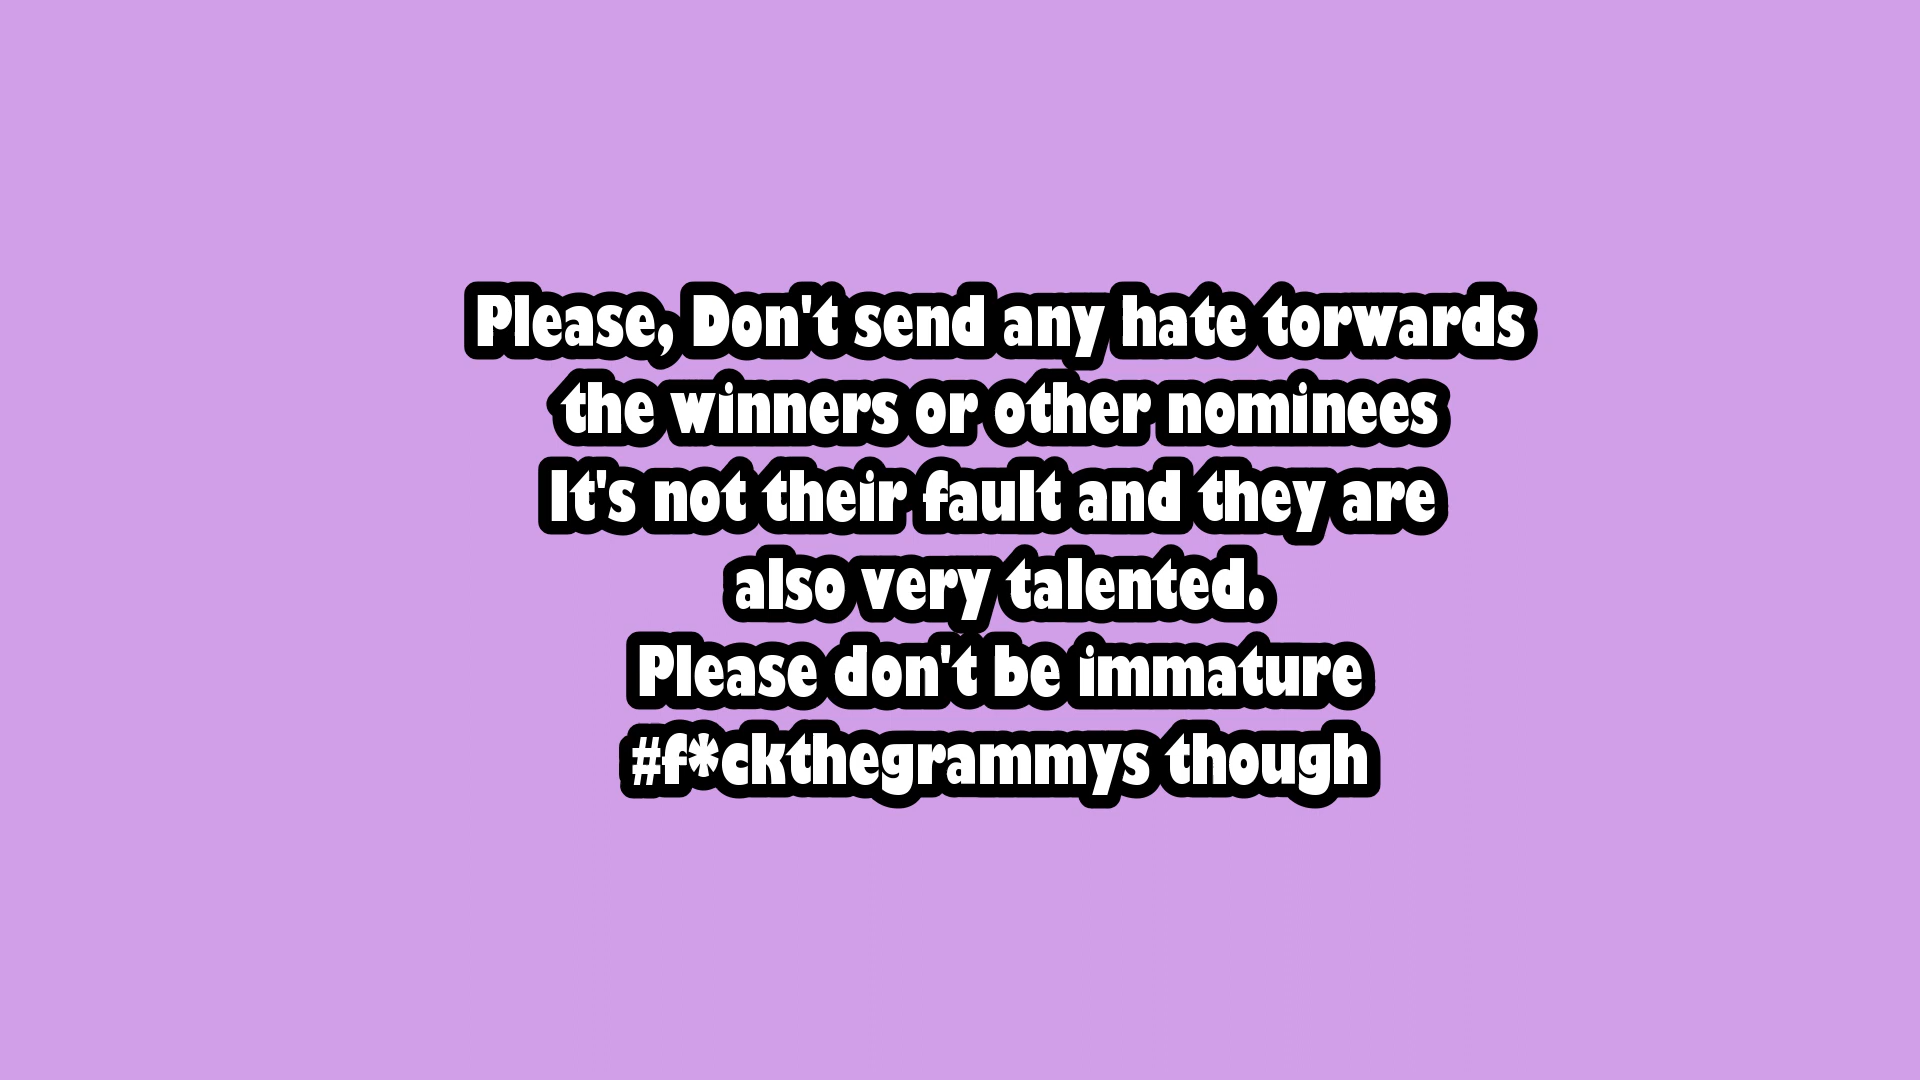 Please, Don't send any hate torwards
the winners or other nominees
It's not their fault and they are
also very talented.
Please don't be immature
#f*ckthegrammys though